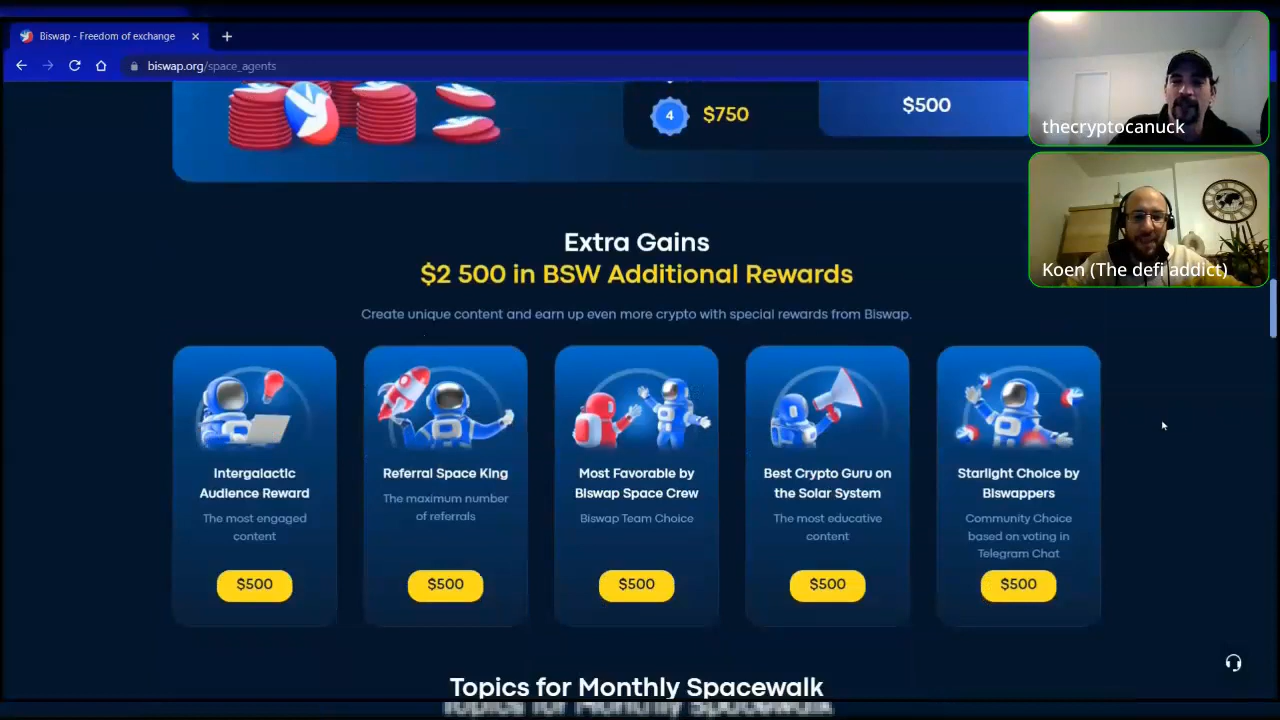 Biswap - Freedom of exchange
biswap.org/space_agents
thecryptocanuck
Koen (The defi addict)
4
$750
$500
Extra Gains
$2 500 in BSW Additional Rewards
Create unique content and earn up even more crypto with special rewards from Biswap.
Intergalactic
Audience Reward
The most engaged
content
$500
Referral Space King
The maximum number
of referrals
$500
Most Favorable by
Biswap Space Crew
Biswap Team Choice
$500
Best Crypto Guru on
the Solar System
The most educative
content
$500
Starlight Choice by
Biswappers
Community Choice
based on voting in
Telegram Chat
$500
Topics for Monthly Spacewalk
Topics for Monthly Spacewalk